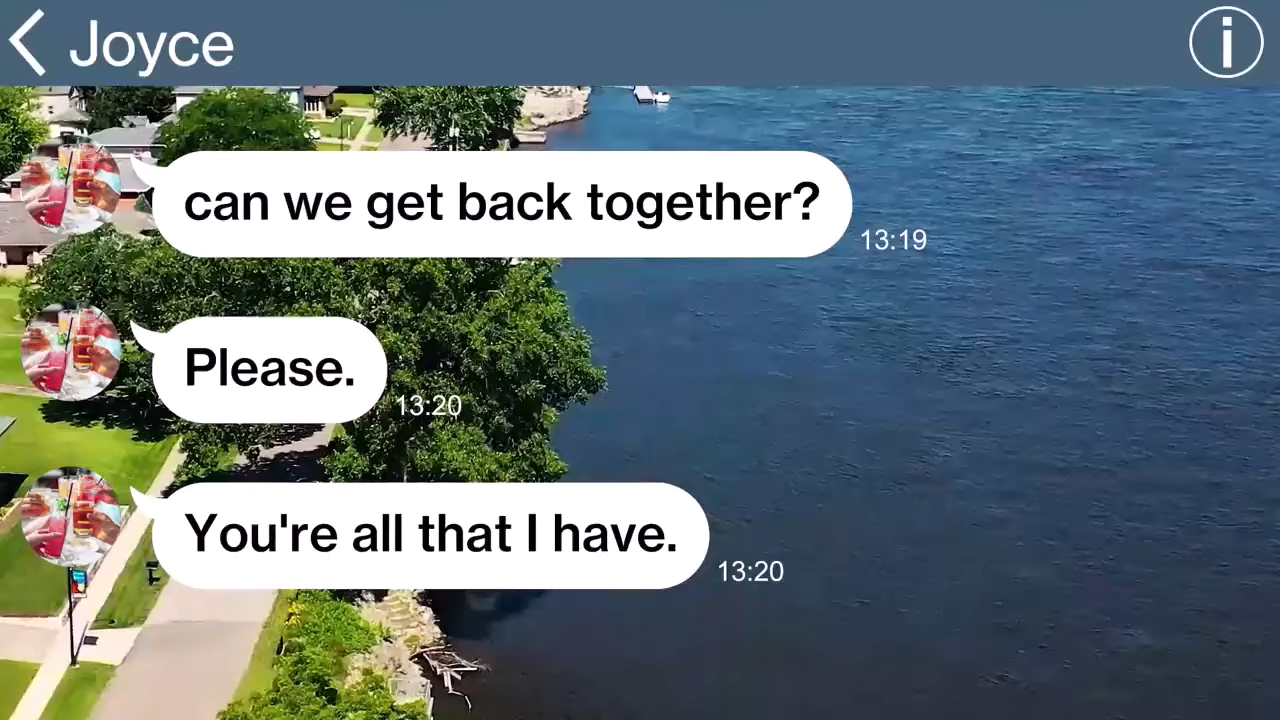 Joyce
can we get back together?
13:19
Please.
13:20
You're all that I have.
13:20